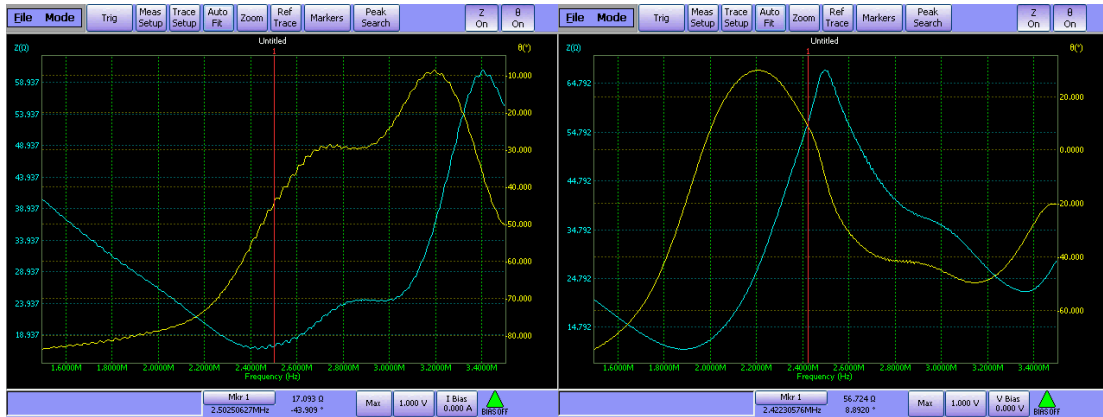 File Mode Trig Meas Setup Trace Setup Auto Fit Zoom Ref Trace Markers Peak Search Z On θ On
Untitled
Z(Ω) θ(°)
1
58.937
53.937
48.937
43.937
38.937
33.937
28.937
23.937
18.937
-10.000
-20.000
-30.000
-40.000
-50.000
-60.000
-70.000
-80.000
1.6000M 1.8000M 2.0000M 2.2000M 2.4000M 2.6000M 2.8000M 3.0000M 3.2000M 3.4000M
Frequency (Hz)
Mkr 1 17.093 Ω
2.50250627MHz -43.909 °
Max 1.000 V I Bias 0.000 A BIAS OFF
File Mode Trig Meas Setup Trace Setup Auto Fit Zoom Ref Trace Markers Peak Search Z On θ On
Untitled
Z(Ω) θ(°)
1
64.792
54.792
44.792
34.792
24.792
14.792
20.000
0.0000
-20.000
-40.000
-60.000
1.6000M 1.8000M 2.0000M 2.2000M 2.4000M 2.6000M 2.8000M 3.0000M 3.2000M 3.4000M
Frequency (Hz)
Mkr 1 56.724 Ω
2.42230576MHz 8.8920 °
Max 1.000 V V Bias 0.000 V BIAS OFF